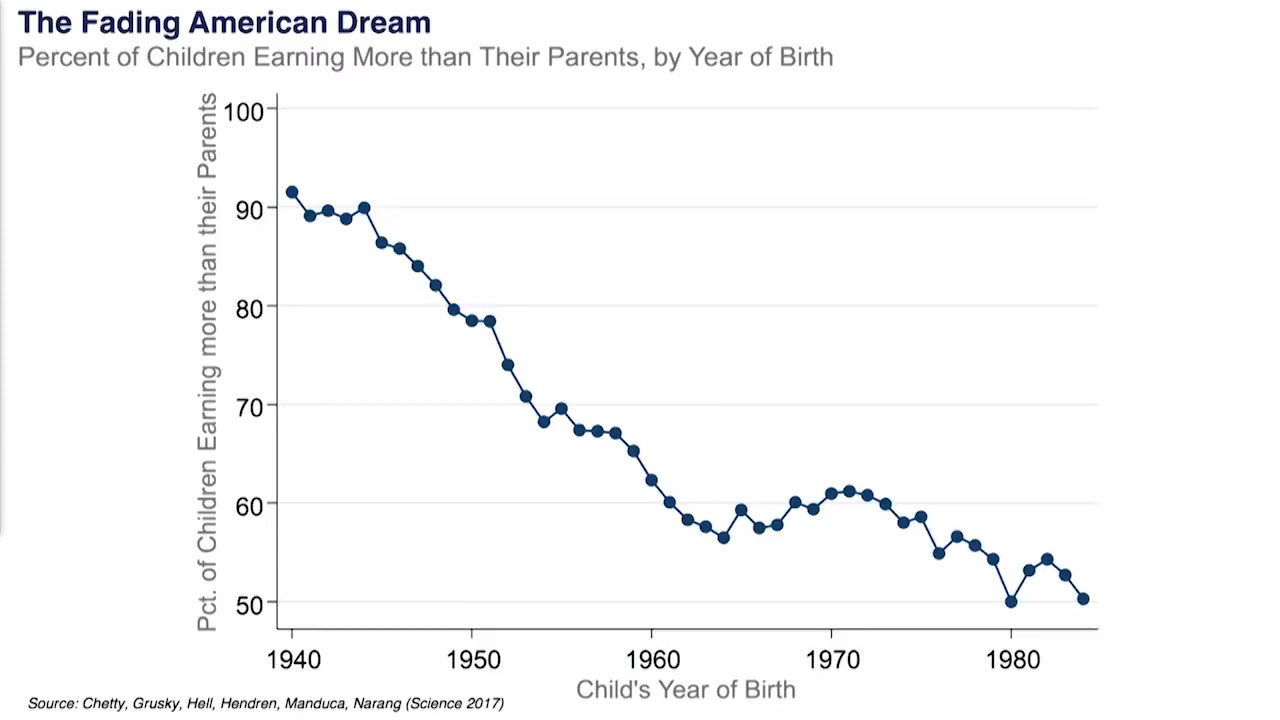 The Fading American Dream
Percent of Children Earning More than Their Parents, by Year of Birth
Pct. of Children Earning more than their Parents
100
90
80
70
60
50
1940 1950 1960 1970 1980
Child's Year of Birth
Source: Chetty, Grusky, Hell, Hendren, Manduca, Narang (Science 2017)